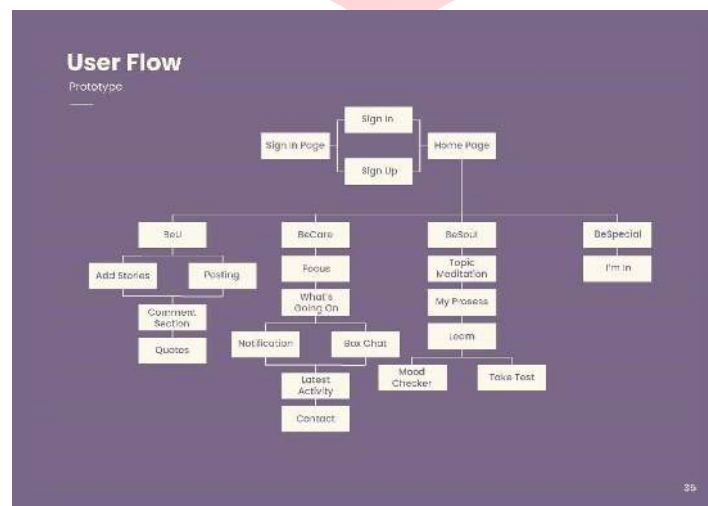 User Flow
Prototype
Sign In
Sign In Page
Home Page
Sign Up
BeU
BeCare
BeSoul
BeSpecial
Add Stories
Posting
Focus
Topic
Meditation
I'm In
Comment
Section
What's
Going On
My Prosess
Quotes
Notification
Box Chat
Learn
Latest
Activity
Mood
Checker
Take Test
Contact
35